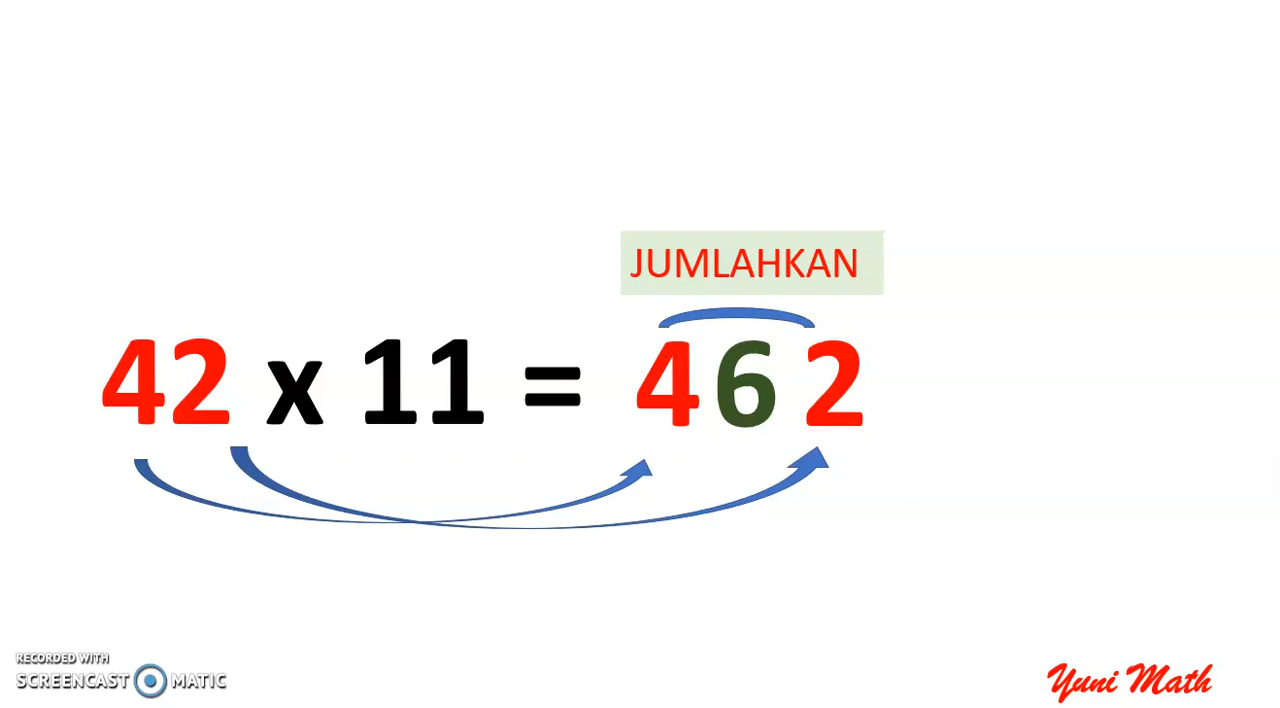 JUMLAHKAN
42 x 11 = 462
RECORDED WITH
SCREENCAST MATIC
Yuni Math